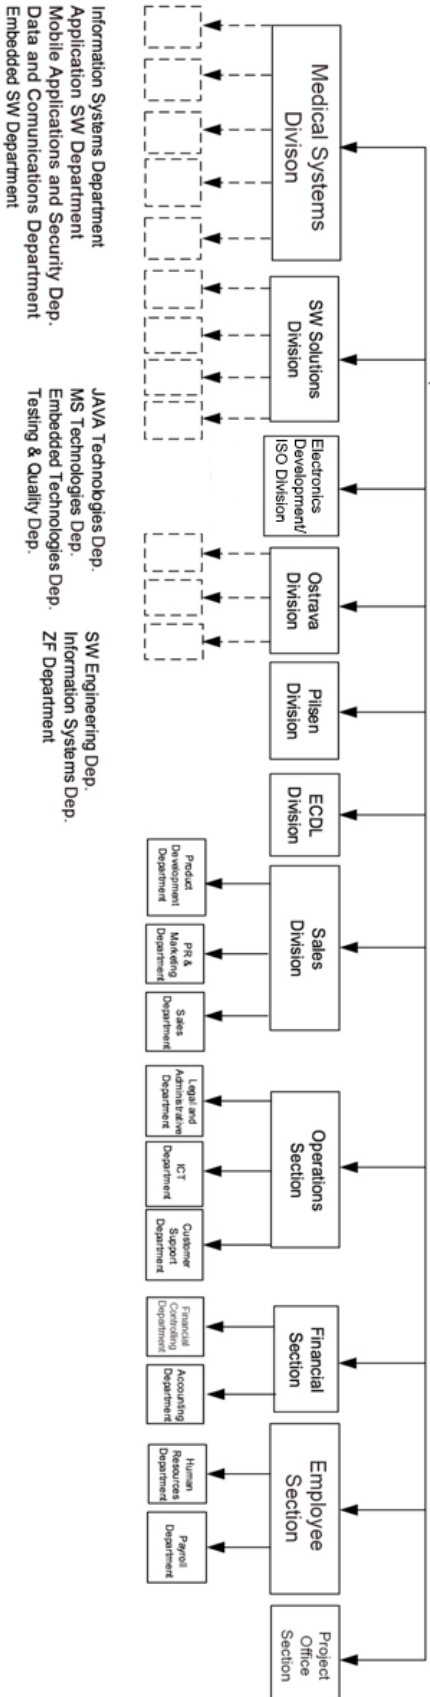 Medical Systems
Divison
SW Solutions
Division
Electronics
Development/
ISO Division
Ostrava
Division
Pilsen
Division
ECDL
Division
Sales
Division
Operations
Section
Financial
Section
Employee
Section
Project
Office
Section
Product
Development
Department
PR &
Marketing
Department
Sales
Department
Legal and
Administrative
Department
ICT
Department
Customer
Support
Department
Financial
Controlling
Department
Accounting
Department
Human
Resources
Department
Payroll
Department
Information Systems Department
Application SW Department
Mobile Applications and Security Dep.
Data and Comunications Department
Embedded SW Department
JAVA Technologies Dep.
MS Technologies Dep.
Embedded Technologies Dep.
Testing & Quality Dep.
SW Engineering Dep.
Information Systems Dep.
ZF Department